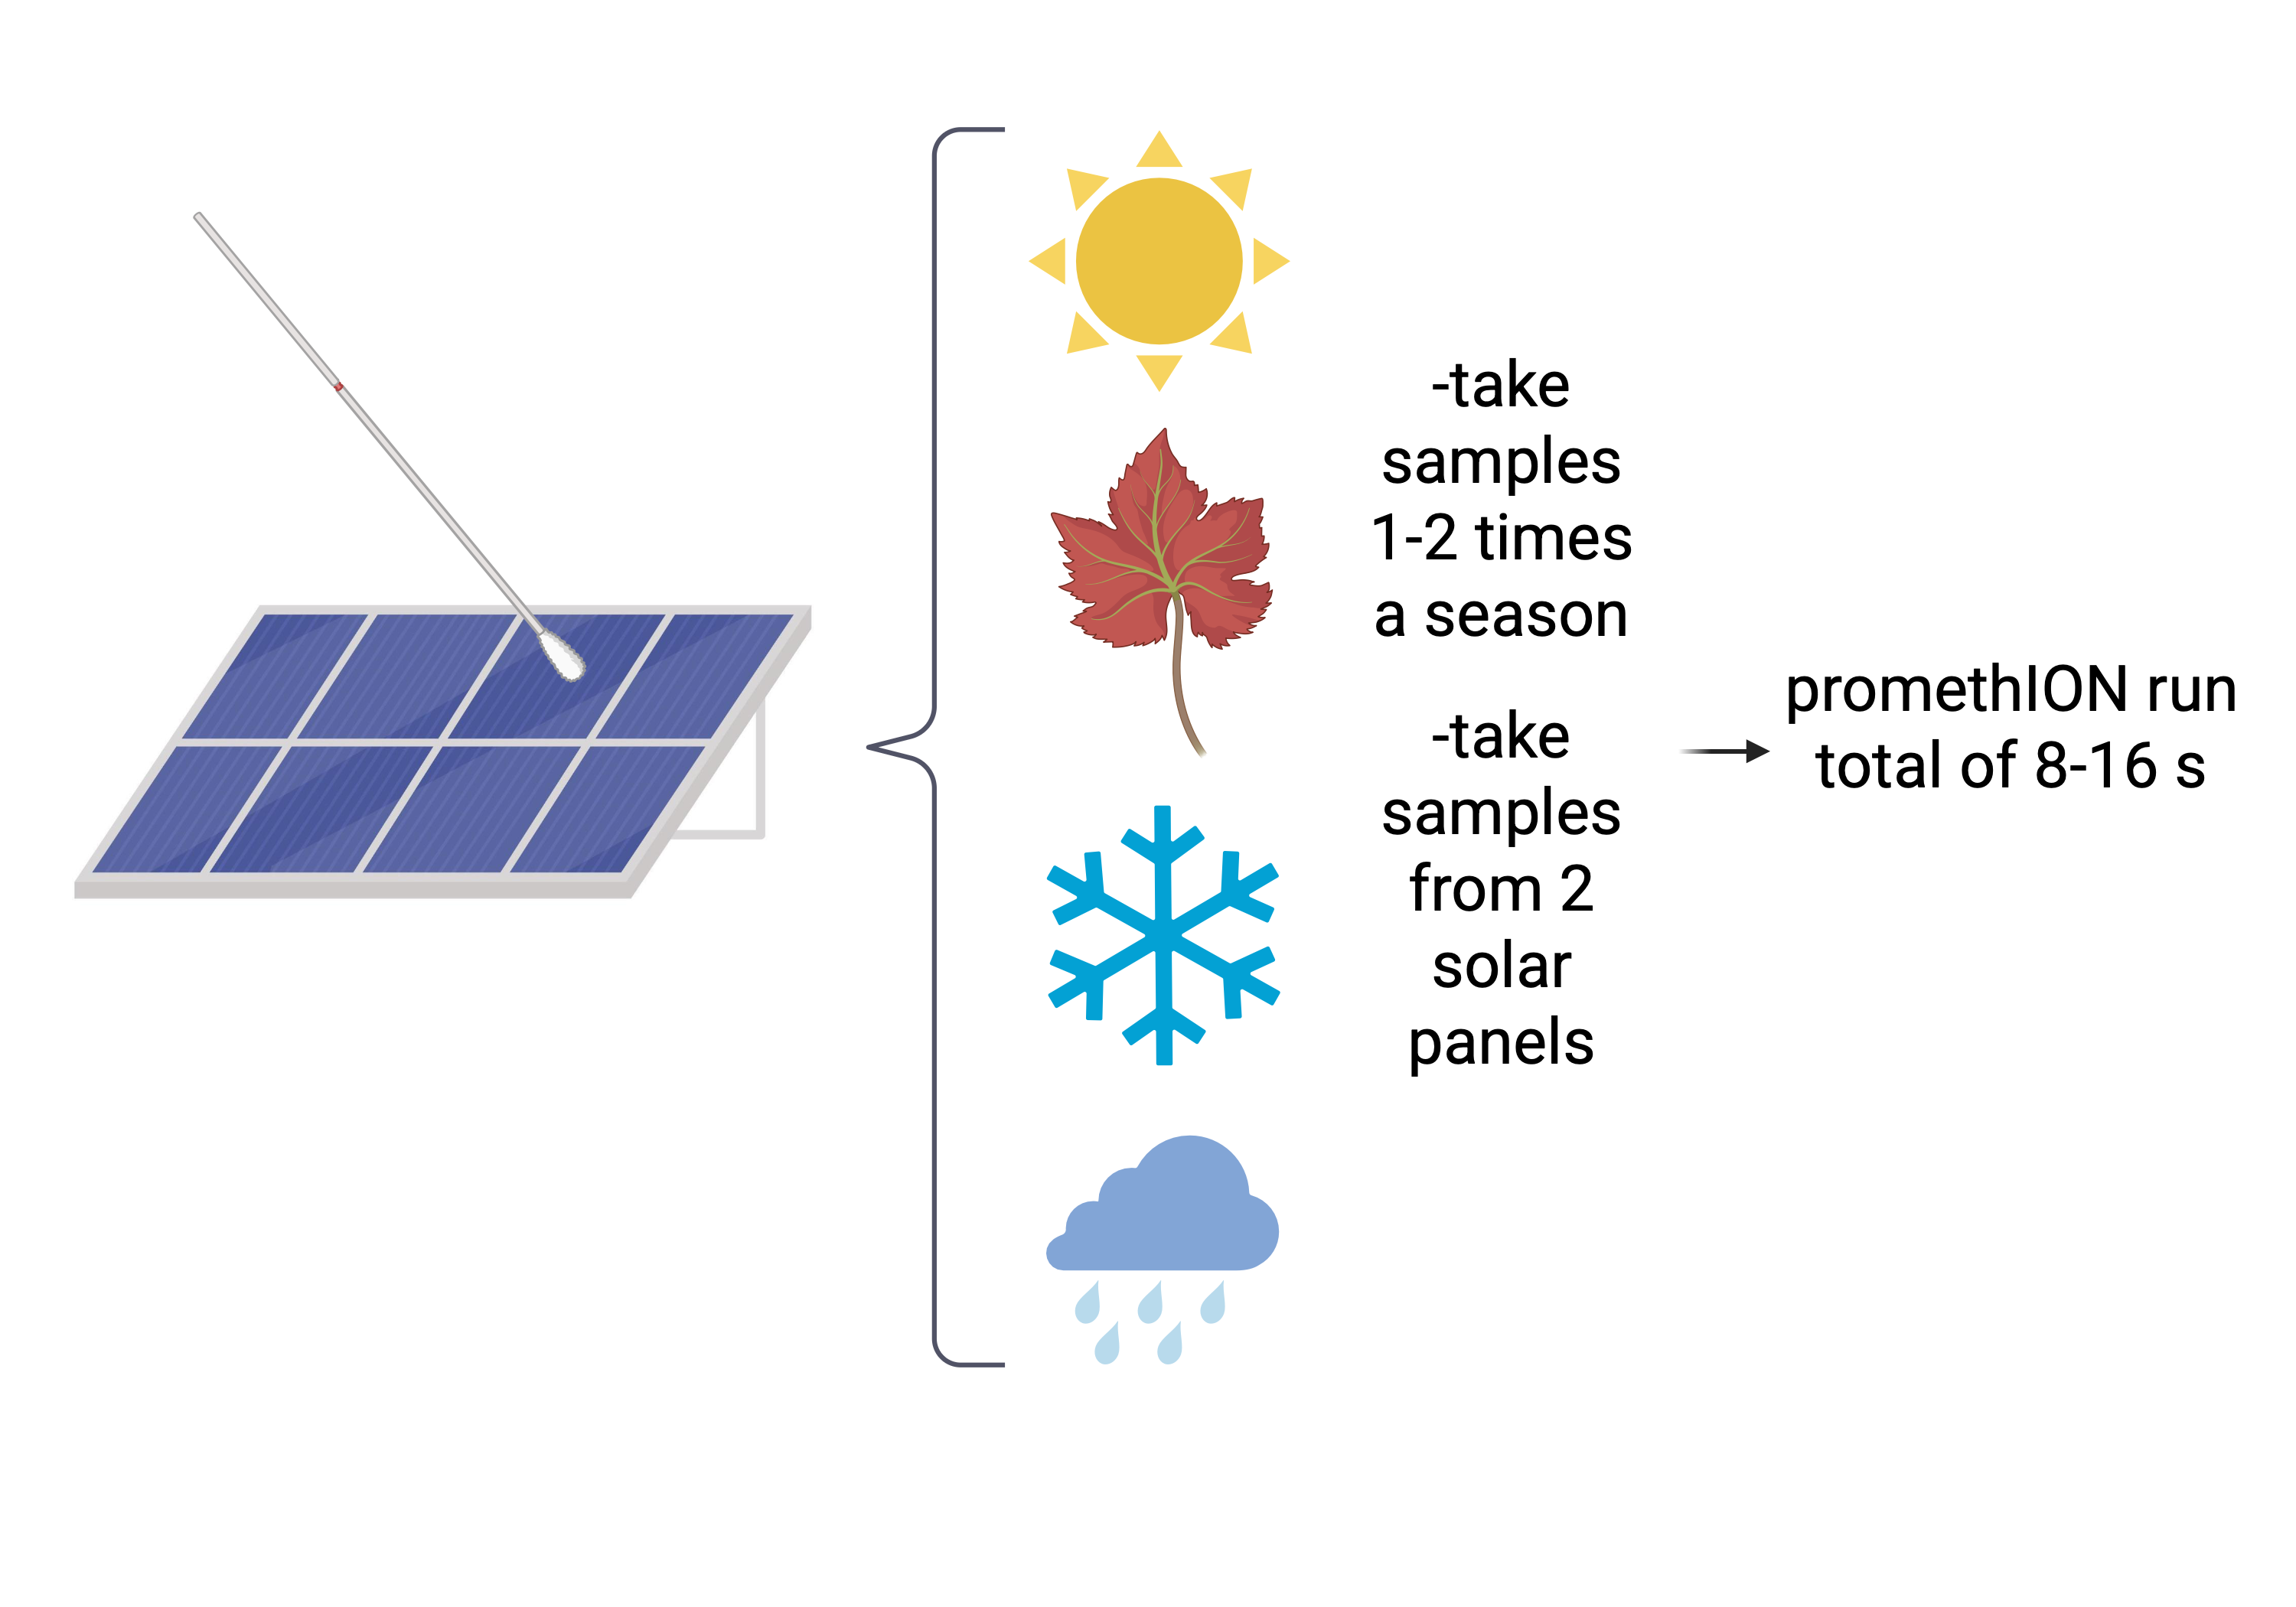 -take
samples
1-2 times
a season
-take
samples
from 2
solar
panels
promethION run
total of 8-16 s